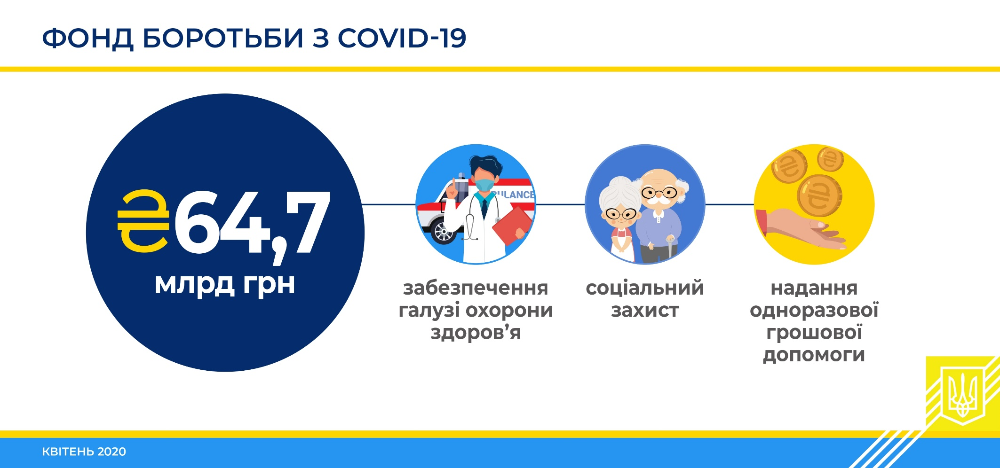 ФОНД БОРОТЬБИ З COVID-19
₴64,7
млрд грн
BULANCE
забезпечення
галузі охорони
здоров’я
соціальний
захист
надання
одноразової
грошової
допомоги
КВІТЕНЬ 2020